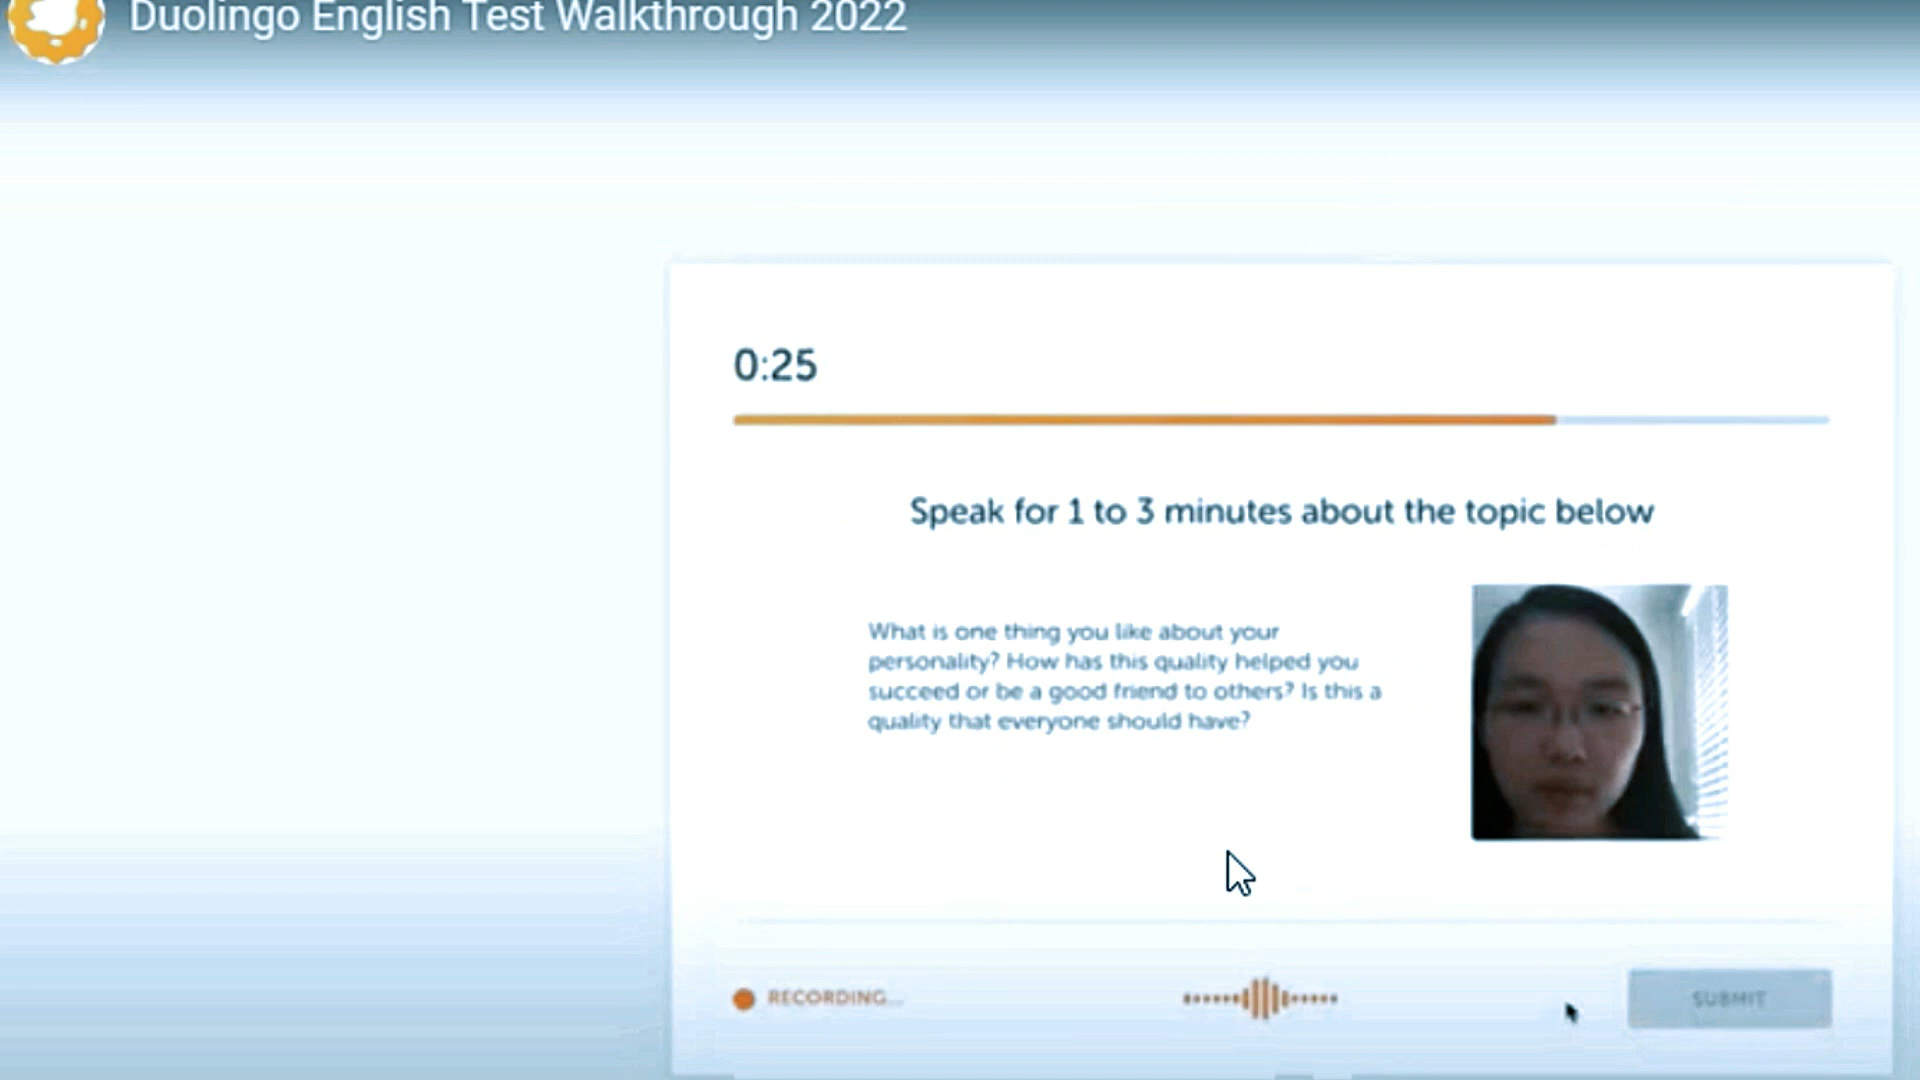 Duolingo English Test Walkthrough 2022
0:25
Speak for 1 to 3 minutes about the topic below
What is one thing you like about your
personality? How has this quality helped you
succeed or be a good friend to others? Is this a
quality that everyone should have?
RECORDING...
SUBMIT